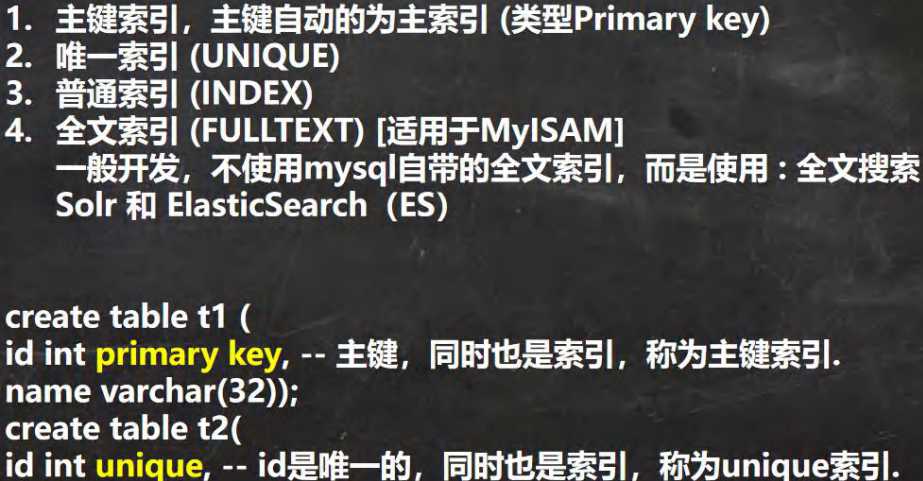 1. 主键索引，主键自动的为主索引 (类型Primary key)
2. 唯一索引 (UNIQUE)
3. 普通索引 (INDEX)
4. 全文索引 (FULLTEXT) [适用于MyISAM]
一般开发，不使用mysql自带的全文索引，而是使用：全文搜索
Solr 和 ElasticSearch（ES）
create table t1 (
id int primary key, -- 主键，同时也是索引，称为主键索引.
name varchar(32));
create table t2(
id int unique, -- id是唯一的，同时也是索引，称为unique索引.